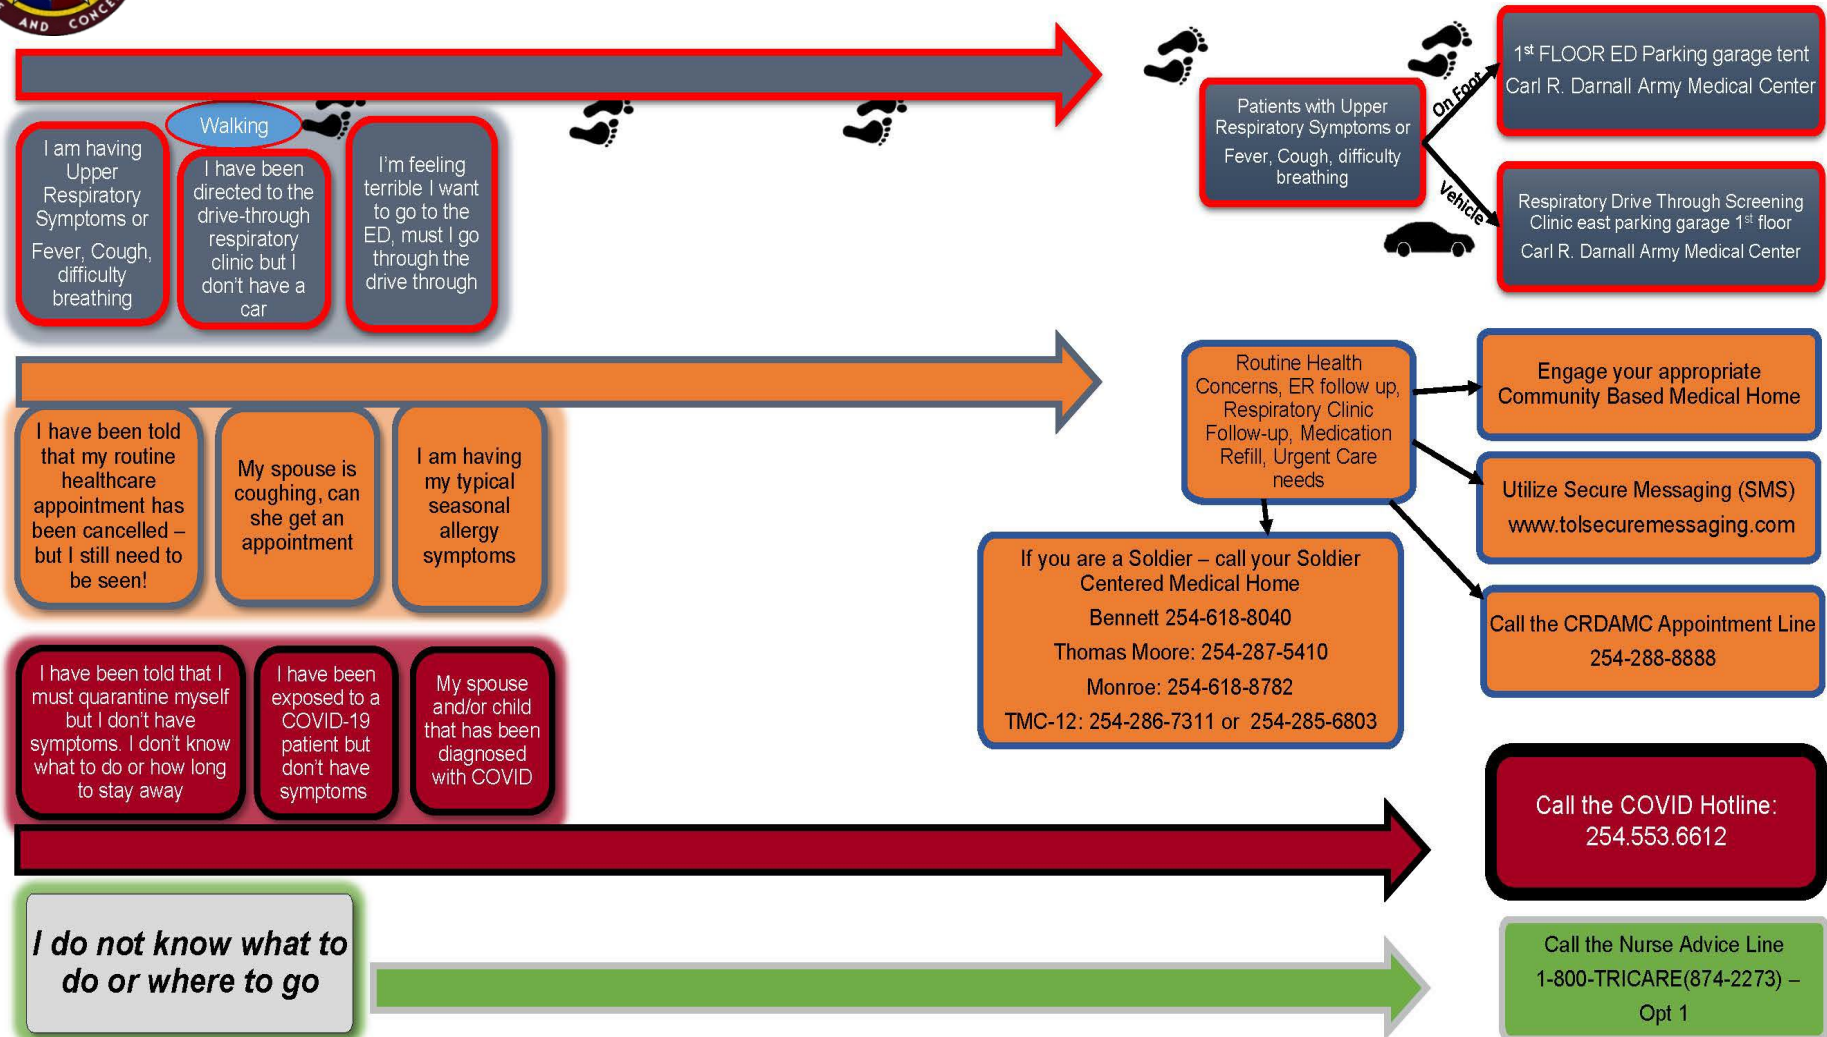 AND CONCE
1st FLOOR ED Parking garage tent
Carl R. Darnall Army Medical Center
On Foot
Patients with Upper
Respiratory Symptoms or
Fever, Cough, difficulty
breathing
Vehicle
Respiratory Drive Through Screening
Clinic east parking garage 1st floor
Carl R. Darnall Army Medical Center
Walking
I am having
Upper
Respiratory
Symptoms or
Fever, Cough,
difficulty
breathing
I have been
directed to the
drive-through
respiratory
clinic but I
don't have a
car
I'm feeling
terrible I want
to go to the
ED, must I go
through the
drive through
Routine Health
Concerns, ER follow up,
Respiratory Clinic
Follow-up, Medication
Refill, Urgent Care
needs
Engage your appropriate
Community Based Medical Home
Utilize Secure Messaging (SMS)
www.tolsecuremessaging.com
Call the CRDAMC Appointment Line
254-288-8888
I have been told
that my routine
healthcare
appointment has
been cancelled –
but I still need to
be seen!
My spouse is
coughing, can
she get an
appointment
I am having
my typical
seasonal
allergy
symptoms
If you are a Soldier – call your Soldier
Centered Medical Home
Bennett 254-618-8040
Thomas Moore: 254-287-5410
Monroe: 254-618-8782
TMC-12: 254-286-7311 or 254-285-6803
I have been told that I
must quarantine myself
but I don't have
symptoms. I don't know
what to do or how long
to stay away
I have been
exposed to a
COVID-19
patient but
don't have
symptoms
My spouse
and/or child
that has been
diagnosed
with COVID
Call the COVID Hotline:
254.553.6612
I do not know what to
do or where to go
Call the Nurse Advice Line
1-800-TRICARE(874-2273) –
Opt 1